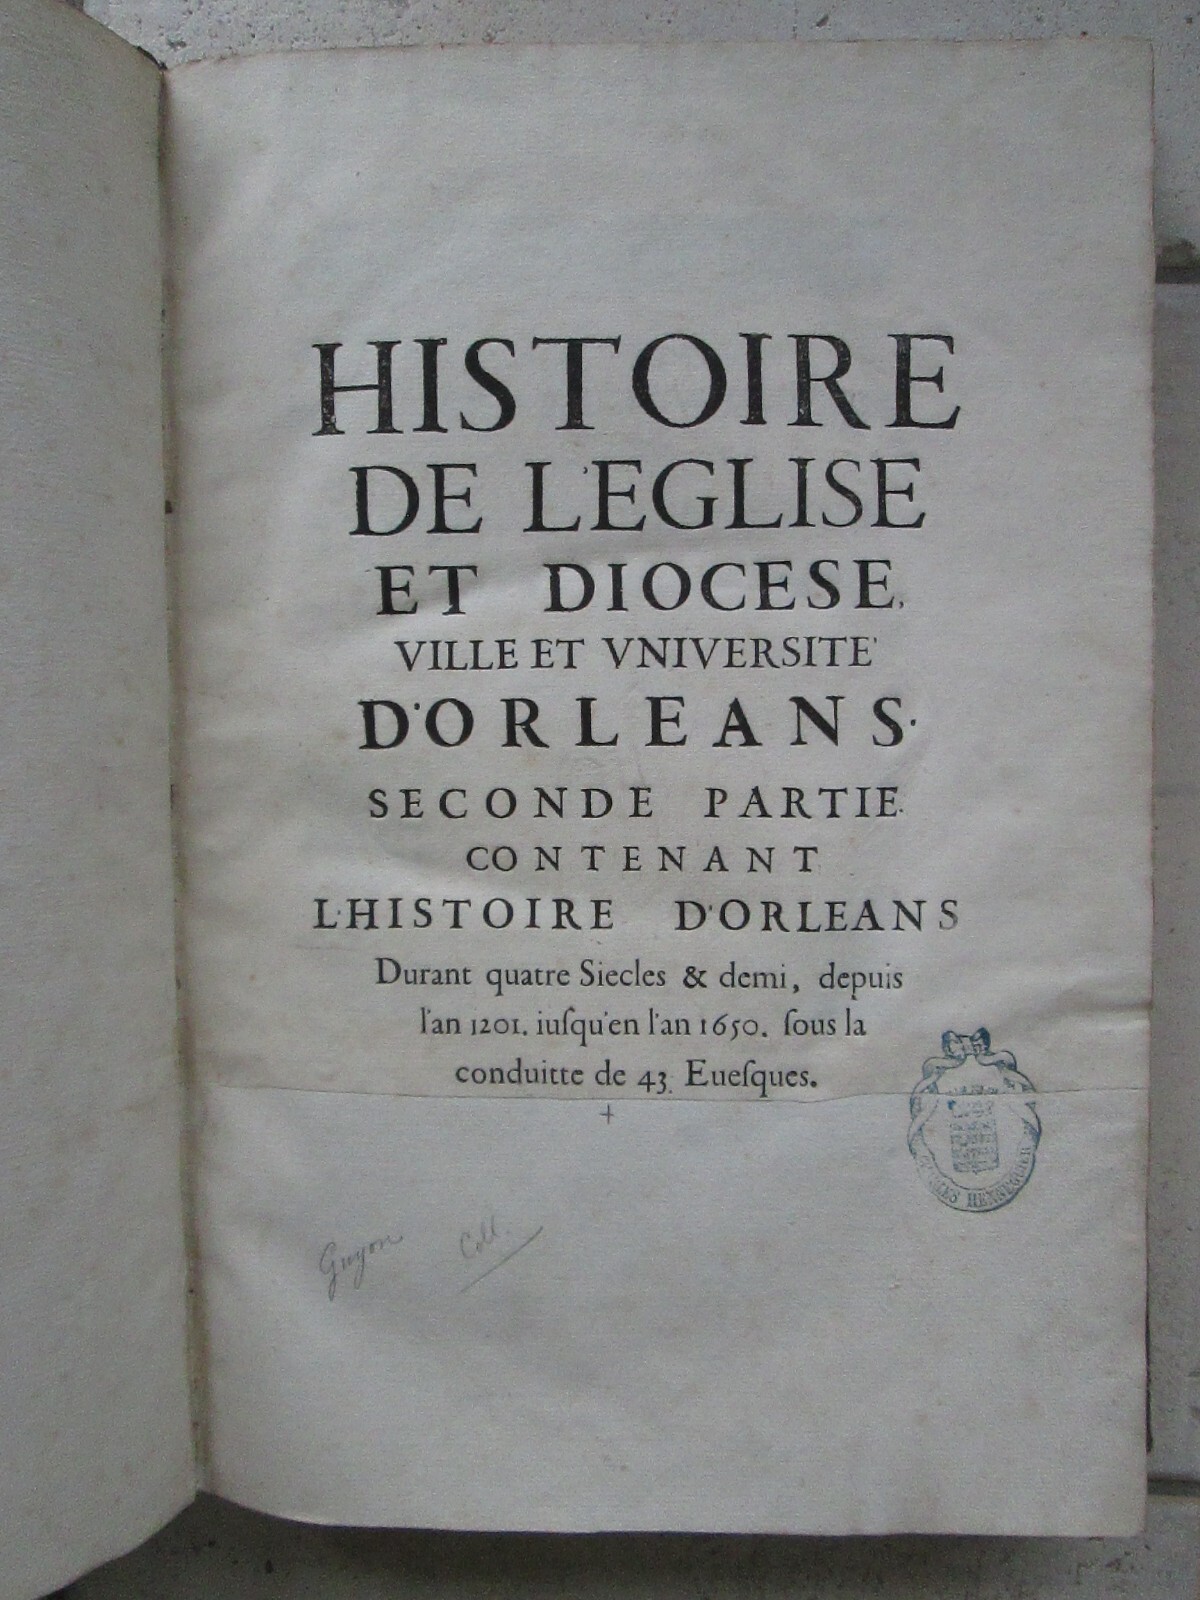 HISTOIRE
DE L'EGLISE
ET DIOCESE,
VILLE ET VNIVERSITE'
D'ORLEANS.
SECONDE PARTIE.
CONTENANT
L'HISTOIRE D'ORLEANS
Durant quatre Siecles & demi, depuis
l'an 1201. iuſqu'en l'an 1650. ſous la
conduitte de 43. Eueſques.
+
Guyon Coll.